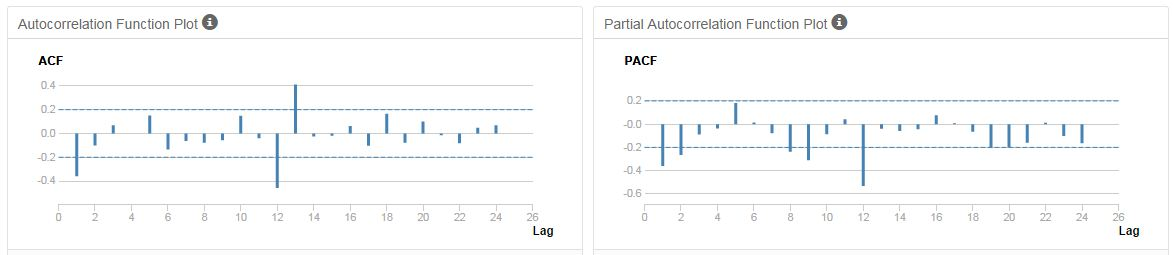 Autocorrelation Function Plot
ACF
0.4
0.2
0.0
-0.2
-0.4
0 2 4 6 8 10 12 14 16 18 20 22 24 26
Lag
Partial Autocorrelation Function Plot
PACF
0.2
-0.0
-0.2
-0.4
-0.6
0 2 4 6 8 10 12 14 16 18 20 22 24 26
Lag